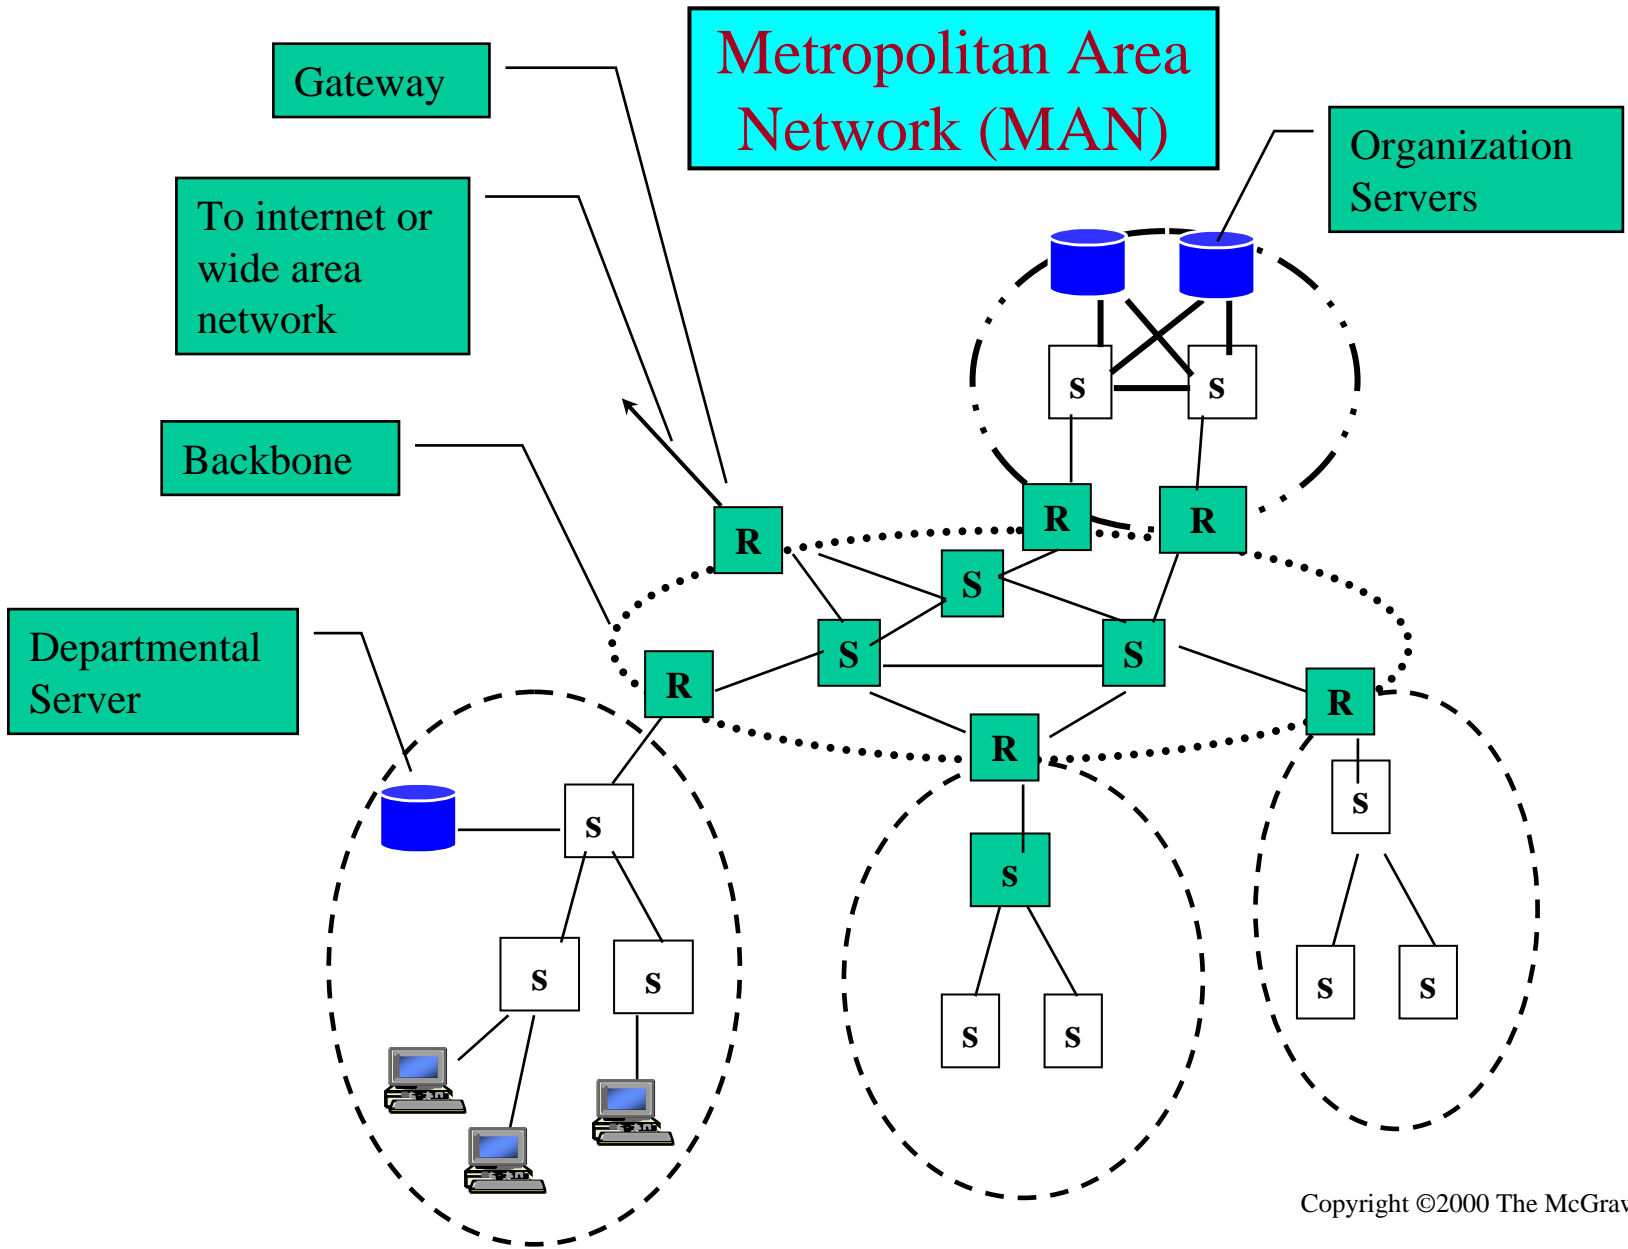 Metropolitan Area
Network (MAN)
Gateway
Organization
Servers
To internet or
wide area
network
Backbone
Departmental
Server
s s
R R R
S
S S
R R
R
s
s
s
s s
s s
s s
Copyright ©2000 The McGraw